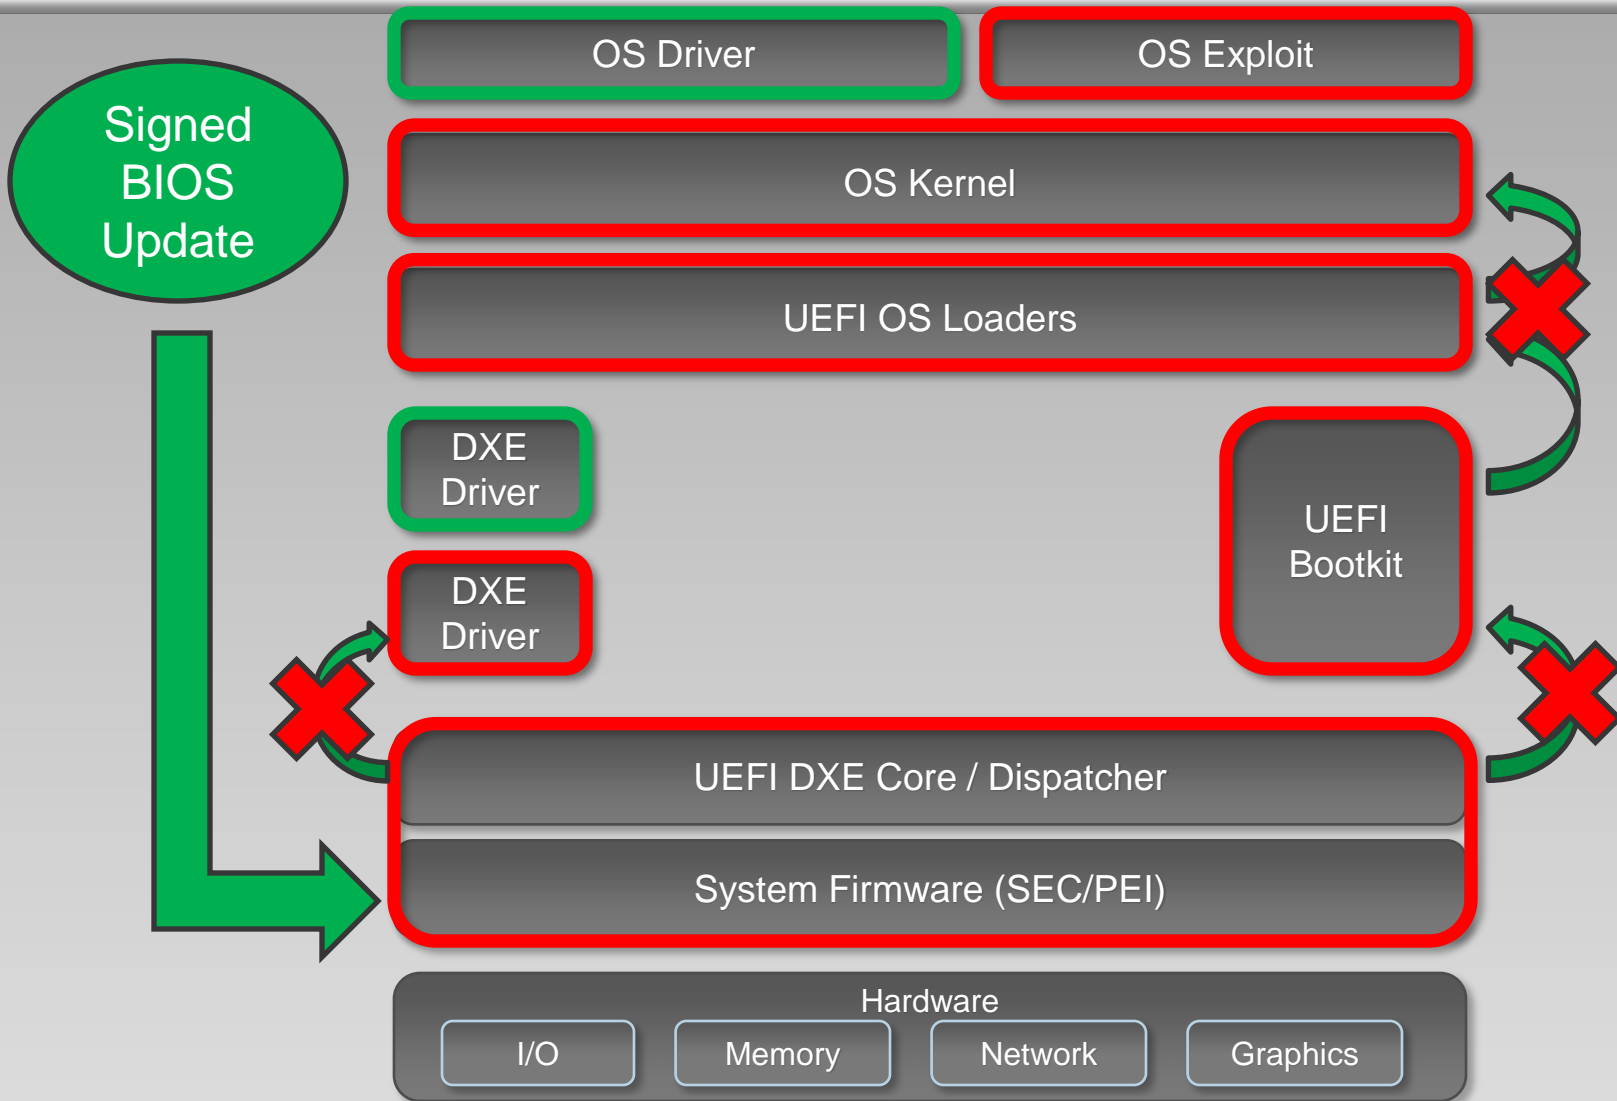 OS Driver
OS Exploit
Signed
BIOS
Update
OS Kernel
UEFI OS Loaders
DXE
Driver
UEFI
Bootkit
DXE
Driver
UEFI DXE Core / Dispatcher
System Firmware (SEC/PEI)
Hardware
I/O
Memory
Network
Graphics